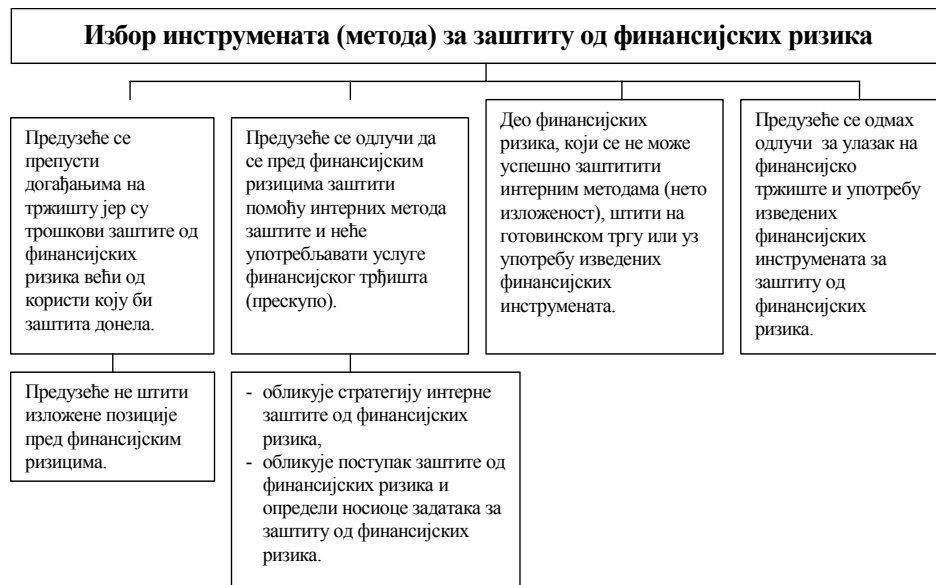 Избор инструмената (метода) за заштиту од финансијских ризика
Предузеће се
препусти
догађањима на
тржишту јер су
трошкови заштите од
финансијских
ризика већи од
користи коју би
заштита донела.
Предузеће се одлучи да
се пред финансијским
ризицима заштити
помоћу интерних метода
заштите и неће
употребљавати услуге
финансијског трђишта
(прескупо).
Део финансијских
ризика, који се не може
успешно заштитити
интерним методама (нето
изложеност), штити на
готовинском тргу или уз
употребу изведених
финансијских
инструмената.
Предузеће се одмах
одлучи за улазак на
финансијско
тржиште и употребу
изведених
финансијских
инструмената за
заштиту од
финансијских
ризика.
Предузеће не штити
изложене позиције
пред финансијским
ризицима.
- обликује стратегију интерне
заштите од финансијских
ризика,
- обликује поступак заштите од
финансијских ризика и
определи носиоце задатака за
заштиту од финансијских
ризика.